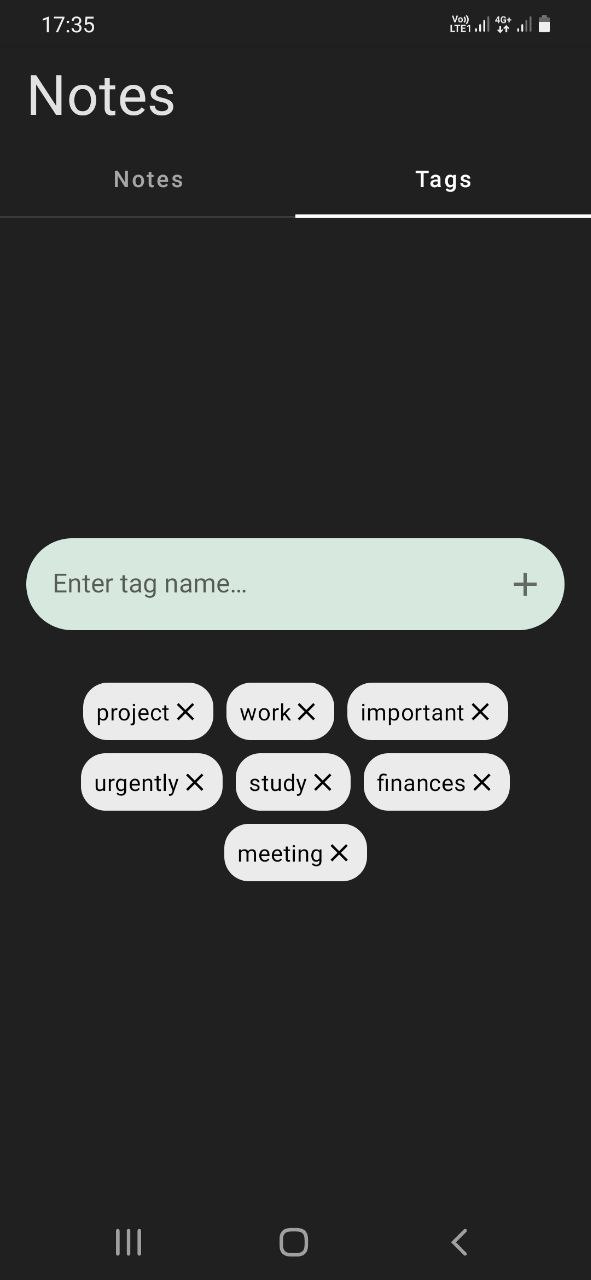 17:35
Vo)) LTE1 4G+
Notes
Notes Tags
Enter tag name...
project work important
urgently study finances
meeting